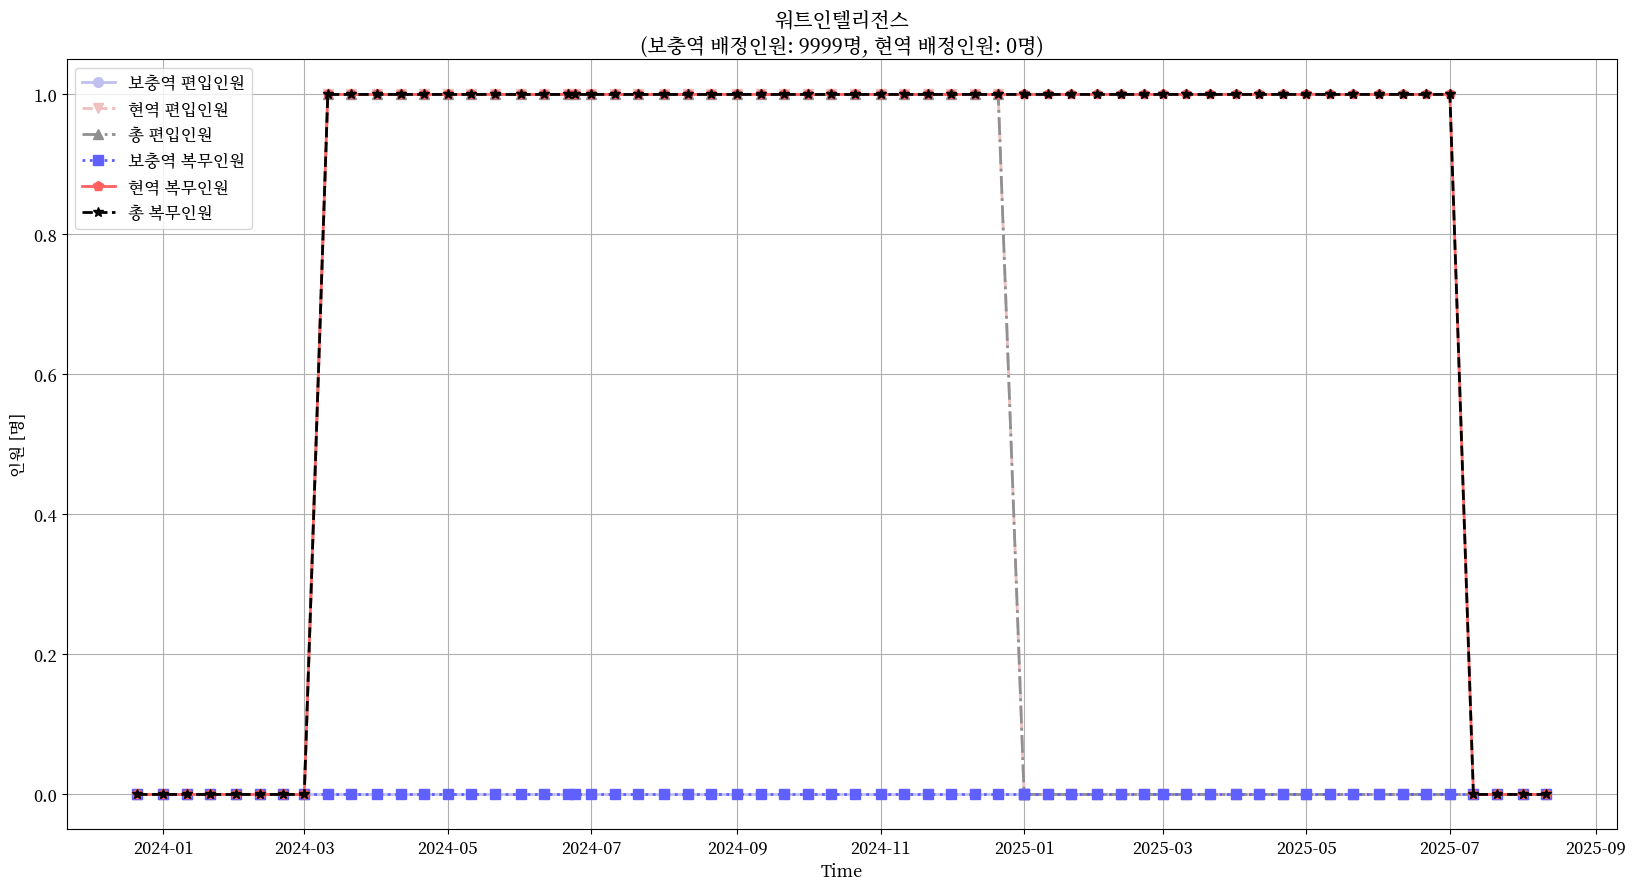 워트인텔리전스
(보충역 배정인원: 9999명, 현역 배정인원: 0명)
보충역 편입인원
현역 편입인원
총 편입인원
보충역 복무인원
현역 복무인원
총 복무인원
1.0
0.8
0.6
0.4
0.2
0.0
인원 [명]
2024-01
2024-03
2024-05
2024-07
2024-09
2024-11
2025-01
2025-03
2025-05
2025-07
2025-09
Time